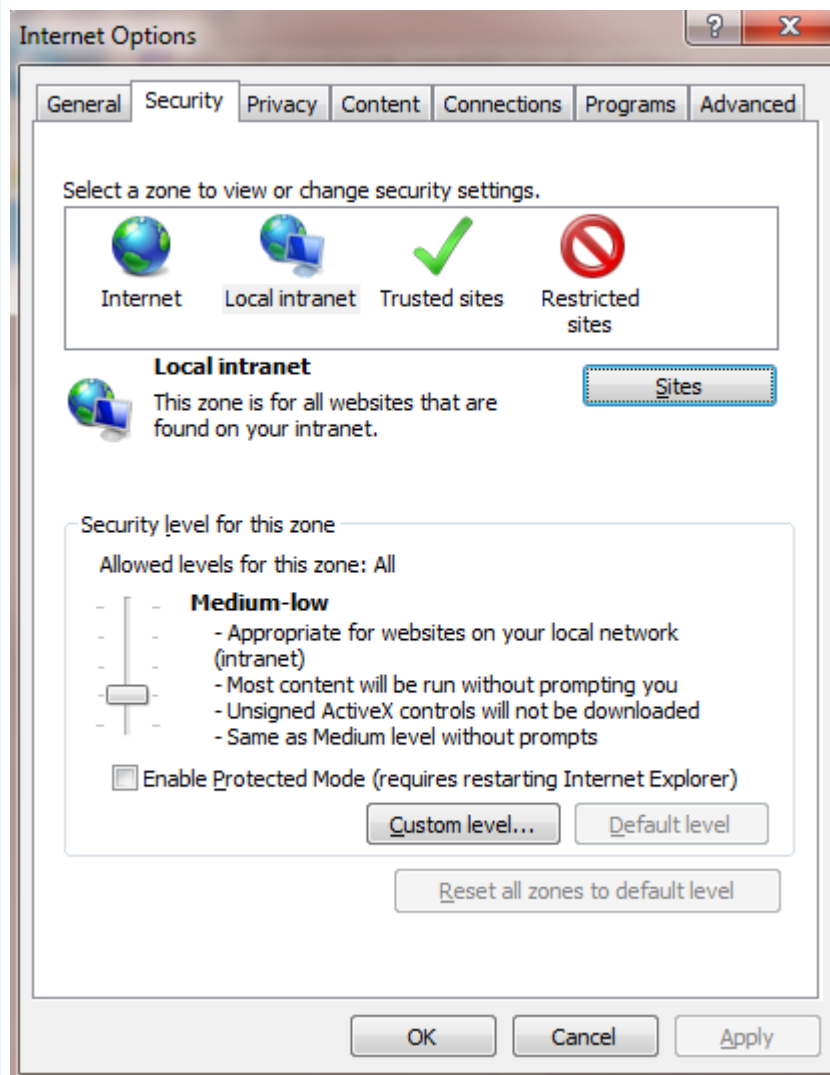 Internet Options
?
X
General Security Privacy Content Connections Programs Advanced
Select a zone to view or change security settings.
Internet Local intranet Trusted sites Restricted
sites
Local intranet
Sites
This zone is for all websites that are
found on your intranet.
Security level for this zone
Allowed levels for this zone: All
Medium-low
- Appropriate for websites on your local network
(intranet)
- Most content will be run without prompting you
- Unsigned ActiveX controls will not be downloaded
- Same as Medium level without prompts
Enable Protected Mode (requires restarting Internet Explorer)
Custom level... Default level
Reset all zones to default level
OK Cancel Apply